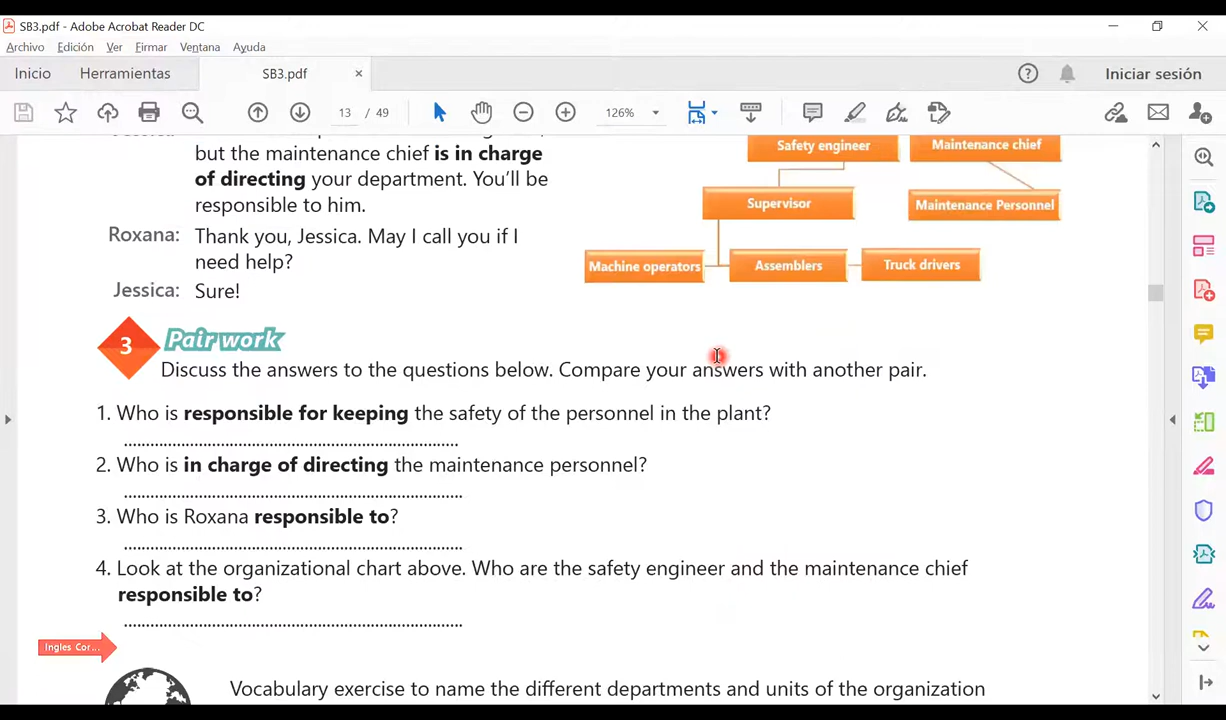 SB3.pdf - Adobe Acrobat Reader DC
Archivo Edición Ver Firmar Ventana Ayuda
Inicio Herramientas SB3.pdf × Iniciar sesión
13 / 49 126%
but the maintenance chief is in charge
of directing your department. You'll be
responsible to him.
Roxana: Thank you, Jessica. May I call you if I
need help?
Jessica: Sure!
Safety engineer Maintenance chief
Supervisor Maintenance Personnel
Machine operators Assemblers Truck drivers
3 Pair work
Discuss the answers to the questions below. Compare your answers with another pair.
1. Who is responsible for keeping the safety of the personnel in the plant?
..........................................................................
2. Who is in charge of directing the maintenance personnel?
...........................................................................
3. Who is Roxana responsible to?
...........................................................................
4. Look at the organizational chart above. Who are the safety engineer and the maintenance chief
responsible to?
...........................................................................
Ingles Cor...
Vocabulary exercise to name the different departments and units of the organization